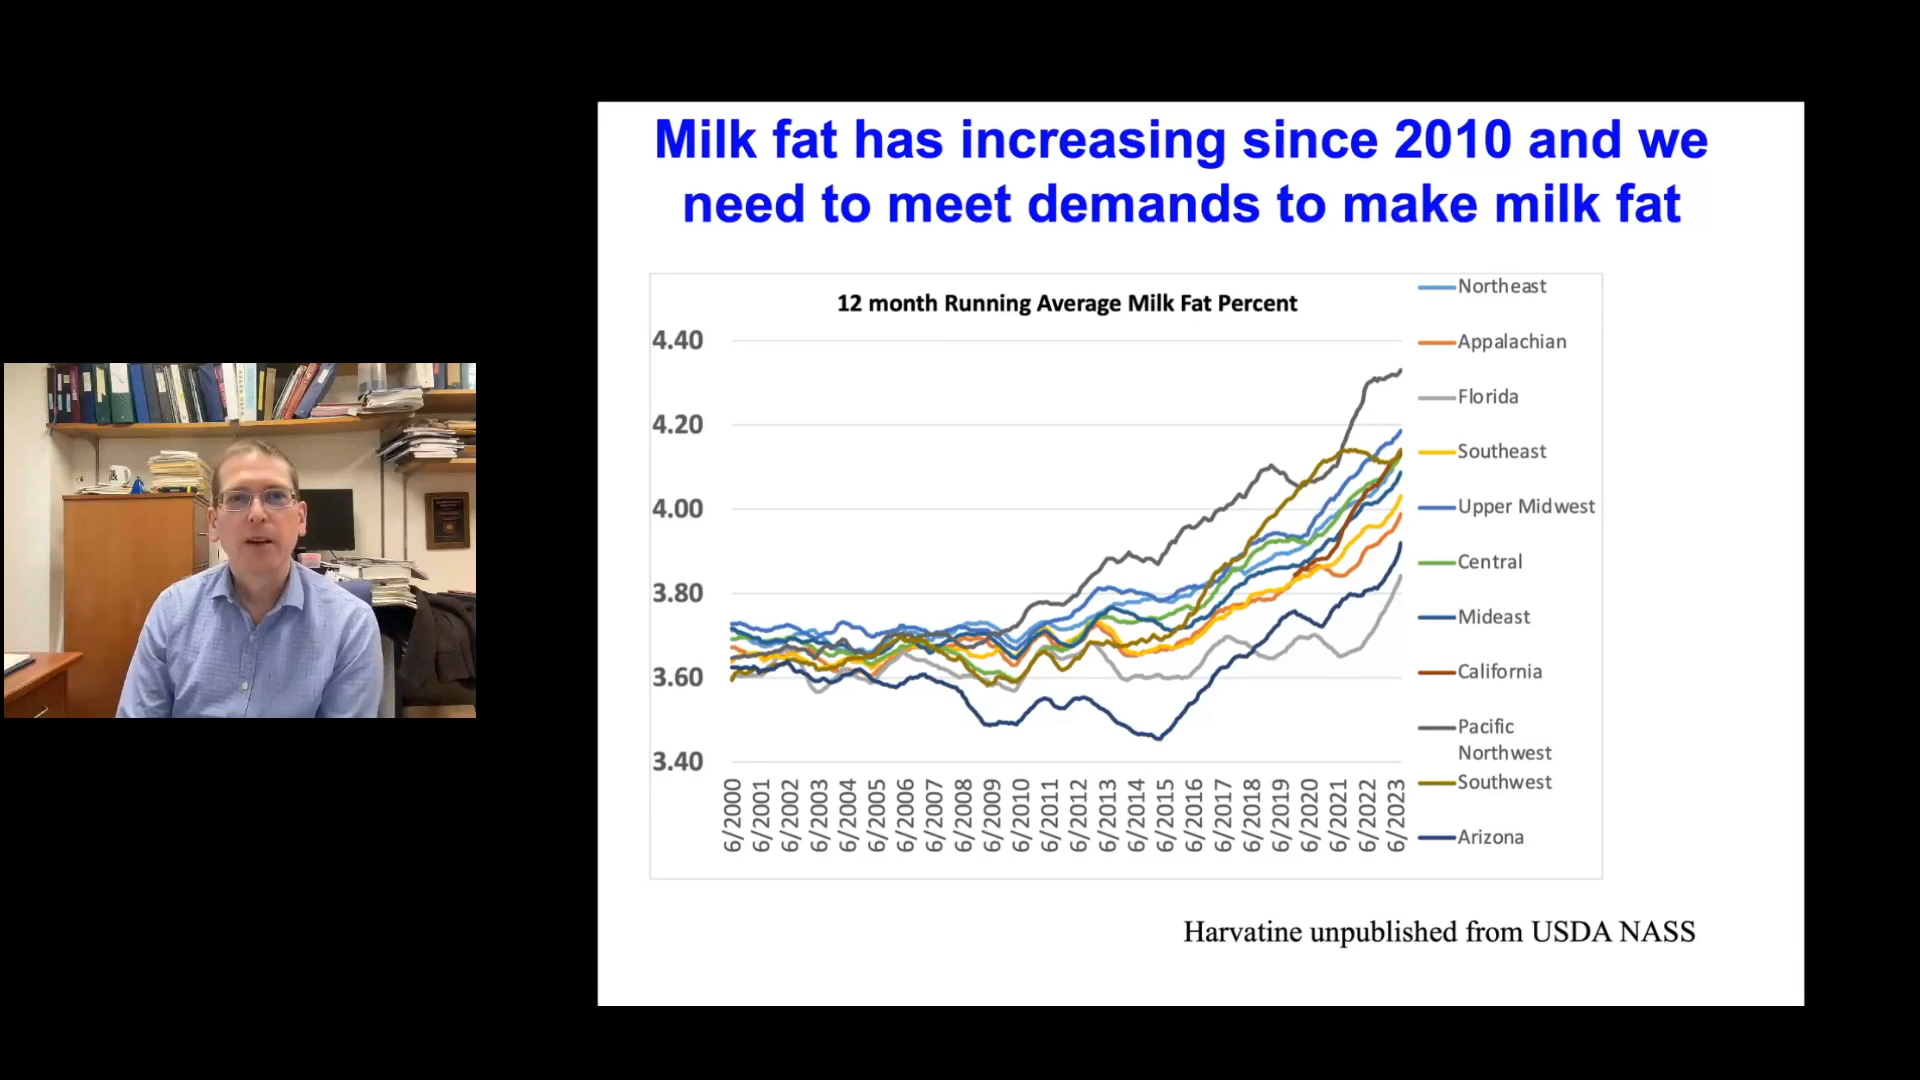 Milk fat has increasing since 2010 and we
need to meet demands to make milk fat
12 month Running Average Milk Fat Percent
4.40
4.20
4.00
3.80
3.60
3.40
6/2000
6/2001
6/2002
6/2003
6/2004
6/2005
6/2006
6/2007
6/2008
6/2009
6/2010
6/2011
6/2012
6/2013
6/2014
6/2015
6/2016
6/2017
6/2018
6/2019
6/2020
6/2021
6/2022
6/2023
Northeast
Appalachian
Florida
Southeast
Upper Midwest
Central
Mideast
California
Pacific
Northwest
Southwest
Arizona
Harvatine unpublished from USDA NASS